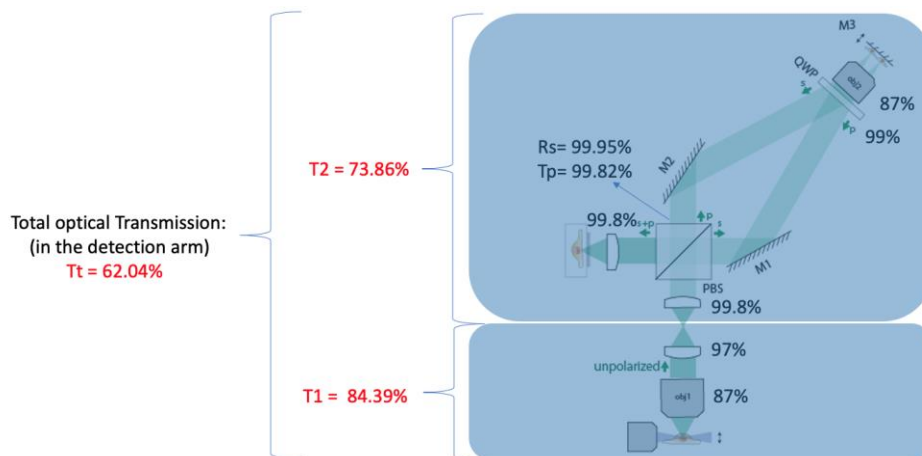 M3
QWP
obj2
s
87%
p
99%
Rs= 99.95%
Tp= 99.82%
M2
T2 = 73.86%
Total optical Transmission:
(in the detection arm)
Tt = 62.04%
99.8%
s+p
p
s
M1
PBS
99.8%
97%
unpolarized
T1 = 84.39%
obj1
87%